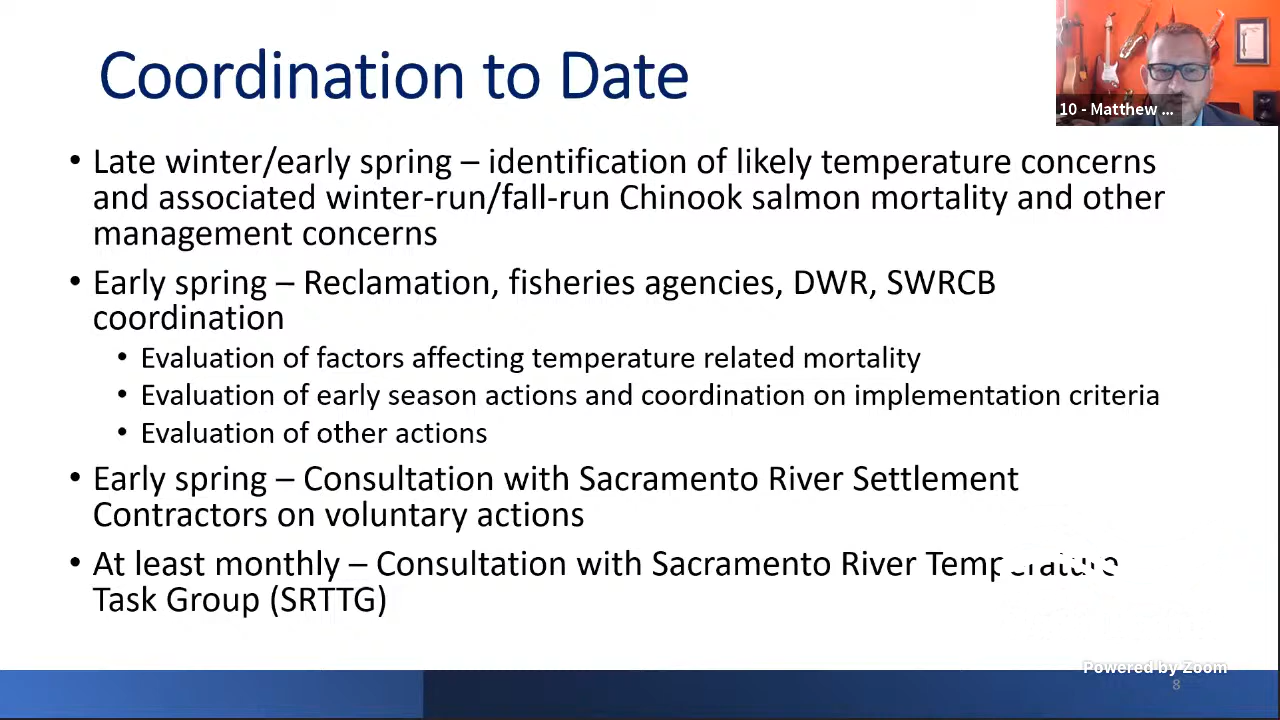 Coordination to Date
10 - Matthew ...
• Late winter/early spring – identification of likely temperature concerns
and associated winter-run/fall-run Chinook salmon mortality and other
management concerns
• Early spring – Reclamation, fisheries agencies, DWR, SWRCB
coordination
• Evaluation of factors affecting temperature related mortality
• Evaluation of early season actions and coordination on implementation criteria
• Evaluation of other actions
• Early spring – Consultation with Sacramento River Settlement
Contractors on voluntary actions
• At least monthly – Consultation with Sacramento River Temperature
Task Group (SRTTG)
Powered by Zoom
8